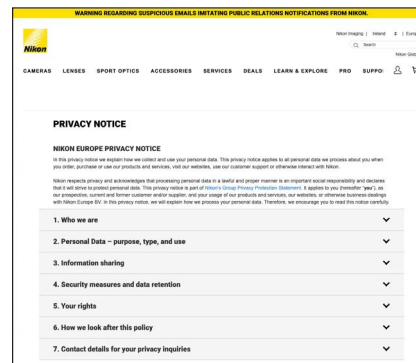 WARNING REGARDING SUSPICIOUS EMAILS IMITATING PUBLIC RELATIONS NOTIFICATIONS FROM NIKON.
Nikon Imaging | Ireland | Europ
Nikon
Search
Nikon Glob
CAMERAS LENSES SPORT OPTICS ACCESSORIES SERVICES DEALS LEARN & EXPLORE PRO SUPPO
PRIVACY NOTICE
NIKON EUROPE PRIVACY NOTICE
In this privacy notice we explain how we collect and use your personal data. This privacy notice applies to all personal data we process about you when
you order, purchase or use our products and services, visit our websites, use our customer support or otherwise interact with Nikon.
Nikon respects privacy and acknowledges that processing personal data in a lawful and proper manner is an important social responsibility and declares
that it will strive to protect personal data. This privacy notice is part of Nikon's Group Privacy Protection Statement. It applies to you (hereafter "you"), as
our prospective, current and former customer and/or supplier, and your usage of our products and services, our websites, or otherwise business dealings
with Nikon Europe BV. In this privacy notice, we will explain how we process your personal data. Therefore, we encourage you to read this notice carefully.
1. Who we are
2. Personal Data – purpose, type, and use
3. Information sharing
4. Security measures and data retention
5. Your rights
6. How we look after this policy
7. Contact details for your privacy inquiries